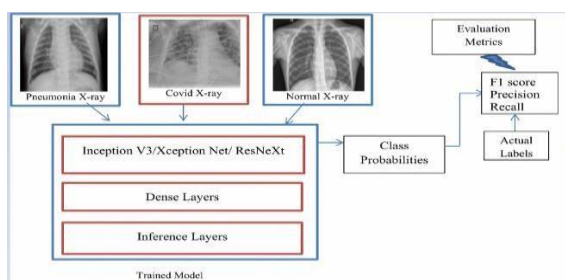 Pneumonia X-ray
Covid X-ray
Normal X-ray
Evaluation
Metrics
F1 score
Precision
Recall
Inception V3/Xception Net/ ResNeXt
Class
Probabilities
Actual
Labels
Dense Layers
Inference Layers
Trained Model